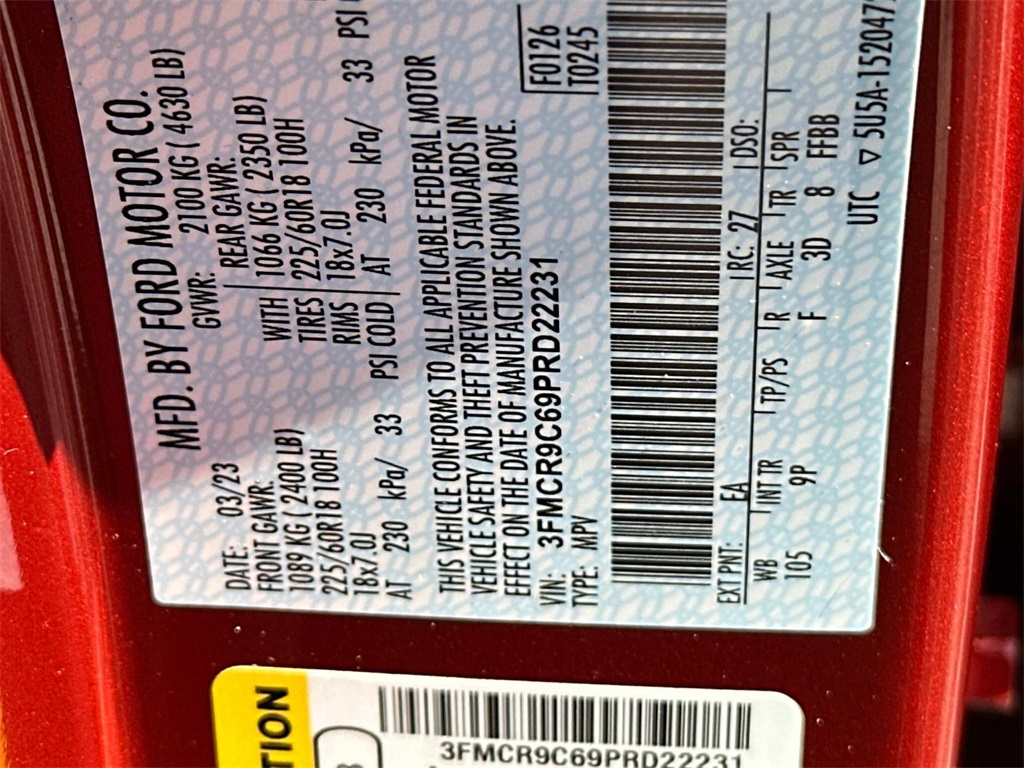 MFD. BY FORD MOTOR CO.
DATE: 03/23 GVWR: 2100 KG ( 4630 LB)
FRONT GAWR: REAR GAWR:
1089 KG ( 2400 LB) WITH 1066 KG ( 2350 LB)
225/60R18 100H TIRES 225/60R18 100H
18x7.0J RIMS 18x7.0J
AT 230 kPa/ 33 PSI COLD AT 230 kPa/ 33 PSI
THIS VEHICLE CONFORMS TO ALL APPLICABLE FEDERAL MOTOR
VEHICLE SAFETY AND THEFT PREVENTION STANDARDS IN
EFFECT ON THE DATE OF MANUFACTURE SHOWN ABOVE.
VIN: 3FMCR9C69PRD22231 F0126
TYPE: MPV T0245
EXT PNT: EA RC: 27 DSO:
WB INT TR TP/PS R AXLE TR SPR
105 9P F 3D 8 FFBB
UTC ▽ 5U5A-152047
TION
3FMCR9C69PRD22231